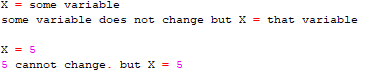 X = some variable
some variable does not change but X = that variable
X = 5
5 cannot change. but X = 5